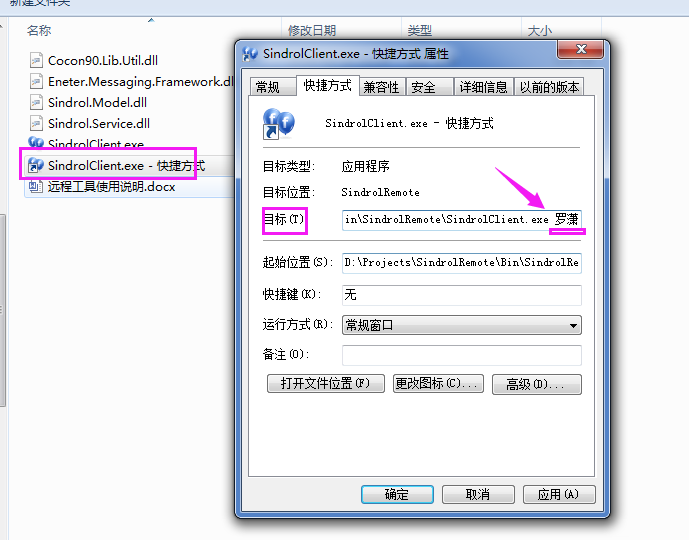 新建文件夹
名称 修改日期 类型 大小
Cocon90.Lib.Util.dll
Eneter.Messaging.Framework.dll
Sindrol.Model.dll
Sindrol.Service.dll
SindrolClient.exe
SindrolClient.exe - 快捷方式
远程工具使用说明.docx
SindrolClient.exe - 快捷方式 属性
常规 快捷方式 兼容性 安全 详细信息 以前的版本
SindrolClient.exe - 快捷方式
目标类型: 应用程序
目标位置: SindrolRemote
目标(T) in\SindrolRemote\SindrolClient.exe 罗潇
起始位置(S): D:\Projects\SindrolRemote\Bin\SindrolRe
快捷键(K): 无
运行方式(R): 常规窗口
备注(O):
打开文件位置(F) 更改图标(C)... 高级(D)...
确定 取消 应用(A)